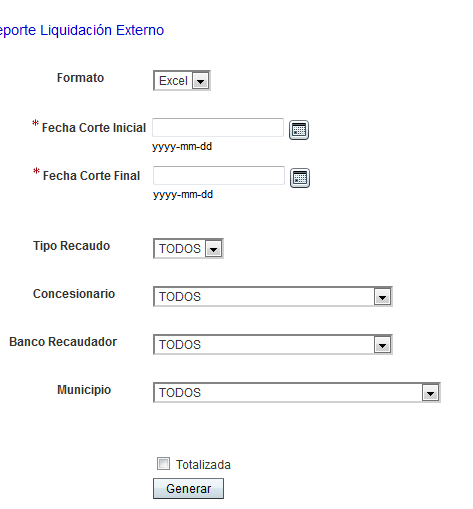 eporte Liquidación Externo
Formato Excel
* Fecha Corte Inicial
yyyy-mm-dd
* Fecha Corte Final
yyyy-mm-dd
Tipo Recaudo TODOS
Concesionario TODOS
Banco Recaudador TODOS
Municipio TODOS
Totalizada
Generar